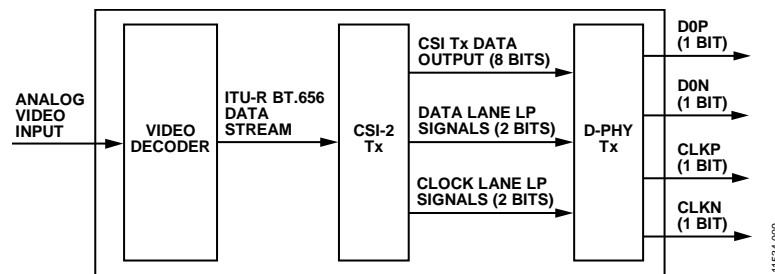 ANALOG
VIDEO
INPUT
VIDEO
DECODER
ITU-R BT.656
DATA
STREAM
CSI-2
Tx
CSI Tx DATA
OUTPUT (8 BITS)
DATA LANE LP
SIGNALS (2 BITS)
CLOCK LANE LP
SIGNALS (2 BITS)
D-PHY
Tx
D0P
(1 BIT)
D0N
(1 BIT)
CLKP
(1 BIT)
CLKN
(1 BIT)